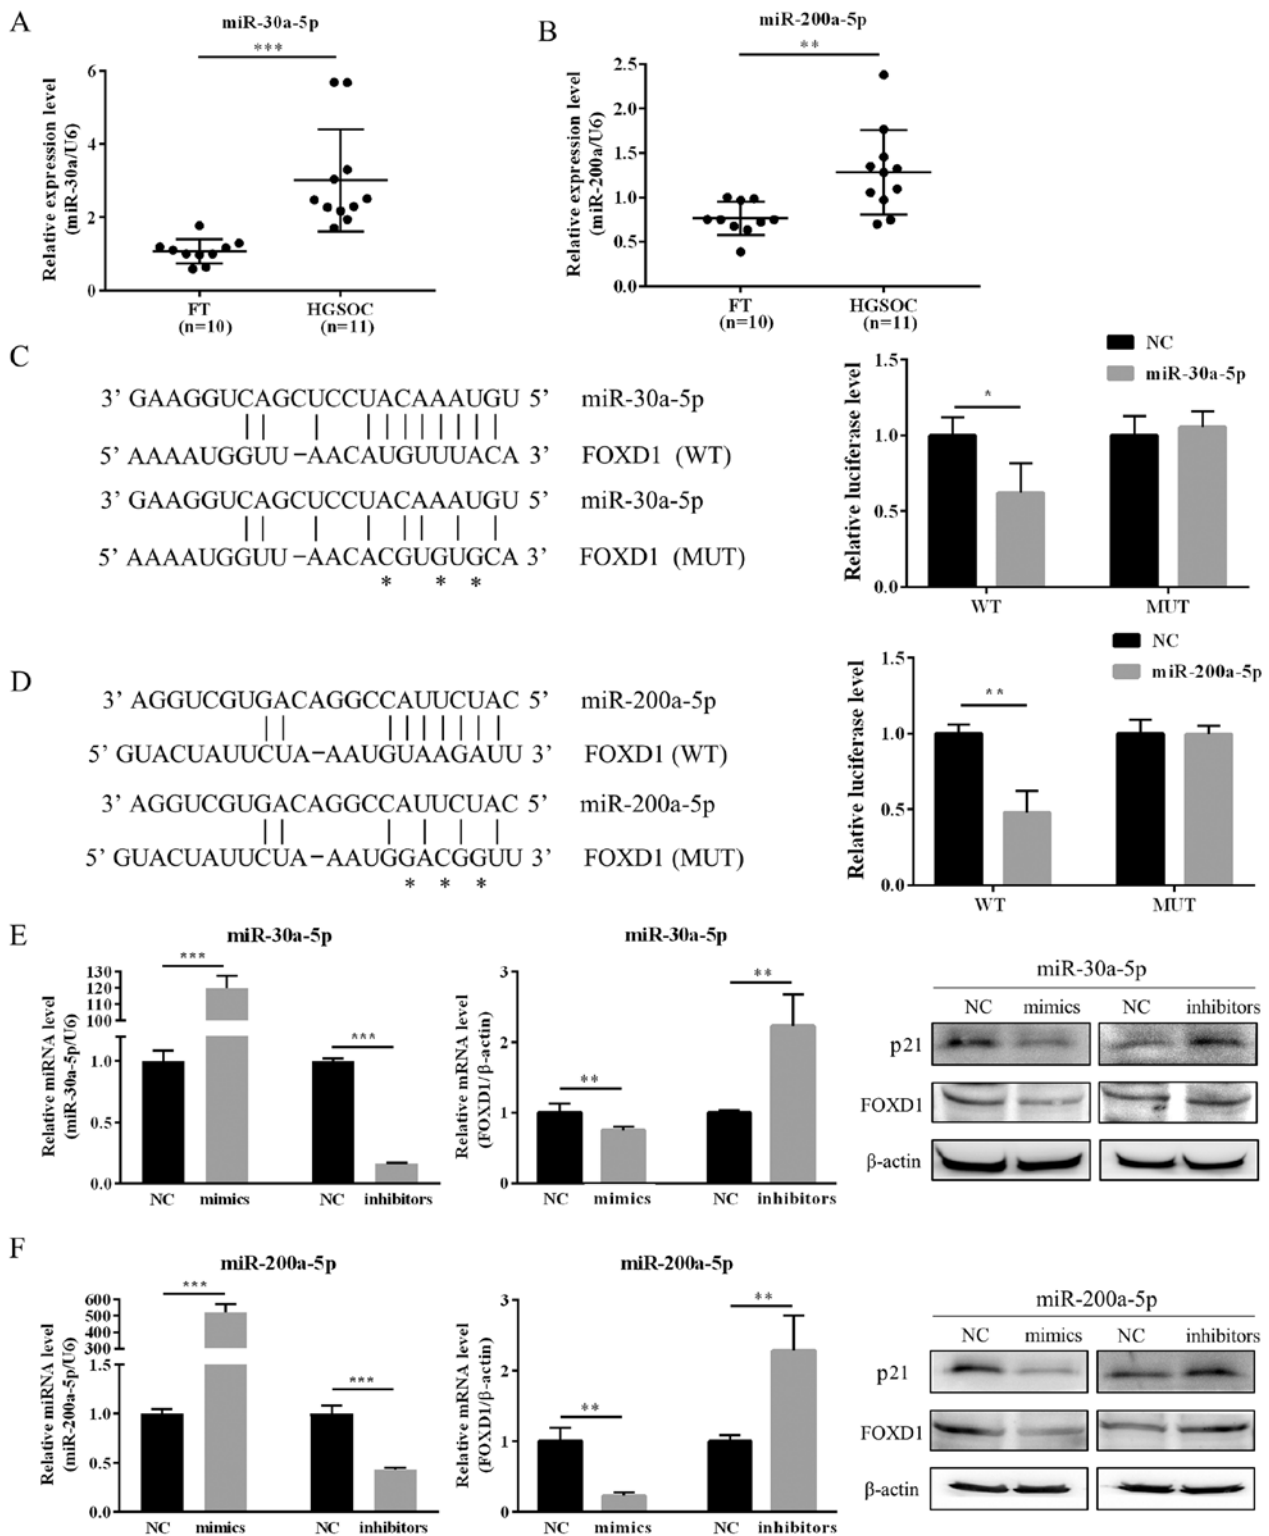 A
miR-30a-5p
***
Relative expression level
(miR-30a/U6)
6
4
2
0
FT
(n=10)
HGSOC
(n=11)
B
miR-200a-5p
**
Relative expression level
(miR-200a/U6)
2.5
2.0
1.5
1.0
0.5
0.0
FT
(n=10)
HGSOC
(n=11)
C
3’ GAAGGUCAGCUCCUACAAAUGU 5’ miR-30a-5p
5’ AAAAUGGUU-AACAUGUUUACA 3’ FOXD1 (WT)
3’ GAAGGUCAGCUCCUACAAAUGU 5’ miR-30a-5p
5’ AAAAUGGUU-AACACGUGUGCA 3’ FOXD1 (MUT)
* * *
NC
miR-30a-5p
Relative luciferase level
1.5
1.0
0.5
0.0
*
WT
MUT
D
3’ AGGUCGUGACAGGCCAUUCUAC 5’ miR-200a-5p
5’ GUACUAUUCUA-AAUGUAAGAUU 3’ FOXD1 (WT)
3’ AGGUCGUGACAGGCCAUUCUAC 5’ miR-200a-5p
5’ GUACUAUUCUA-AAUGGACGGUU 3’ FOXD1 (MUT)
* * *
NC
miR-200a-5p
Relative luciferase level
1.5
1.0
0.5
0.0
**
WT
MUT
E
miR-30a-5p
Relative miRNA level
(miR-30a-5p/U6)
130
120
110
100
1.0
0.5
0.0
***
***
NC mimics NC inhibitors
miR-30a-5p
Relative mRNA level
(FOXD1/β-actin)
3
2
1
0
**
**
NC mimics NC inhibitors
miR-30a-5p
NC mimics NC inhibitors
p21
FOXD1
β-actin
F
miR-200a-5p
Relative miRNA level
(miR-200a-5p/U6)
600
500
400
300
1.5
1.0
0.5
0.0
***
***
NC mimics NC inhibitors
miR-200a-5p
Relative mRNA level
(FOXD1/β-actin)
3
2
1
0
**
**
NC mimics NC inhibitors
miR-200a-5p
NC mimics NC inhibitors
p21
FOXD1
β-actin